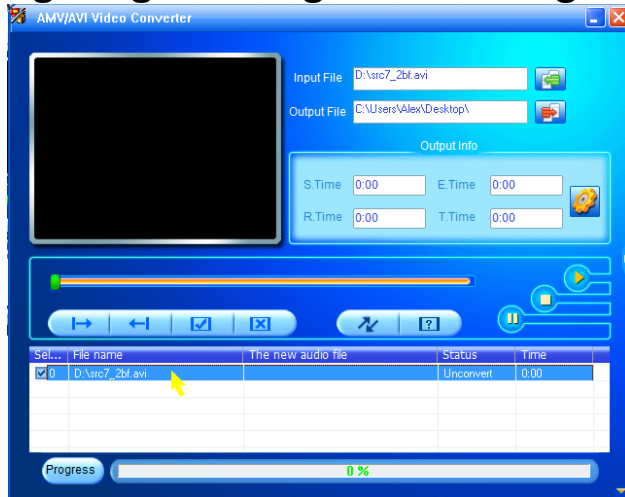 AMV/AVI Video Converter
Input File D:\src7_2bf.avi
Output File C:\Users\Alex\Desktop\
Output Info
S.Time 0:00 E.Time 0:00
R.Time 0:00 T.Time 0:00
Sel... File name The new audio file Status Time
0 D:\src7_2bf.avi Unconvert 0:00
Progress 0 %